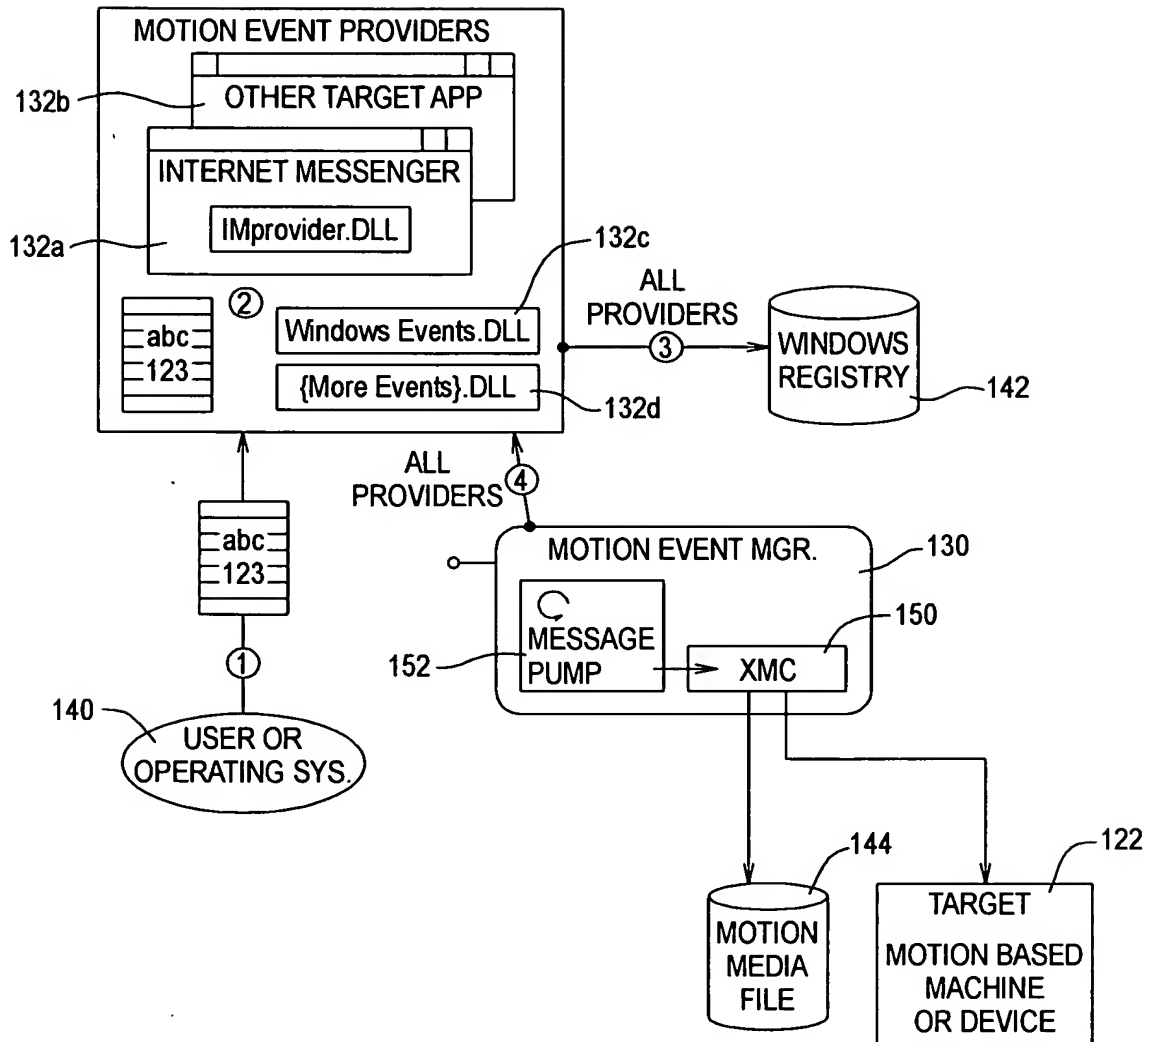 MOTION EVENT PROVIDERS
132b
OTHER TARGET APP
INTERNET MESSENGER
IMprovider.DLL
132a
132c
2
abc
123
Windows Events.DLL
{More Events}.DLL
132d
ALL
PROVIDERS
3
WINDOWS
REGISTRY
142
ALL
PROVIDERS
4
abc
123
1
140
USER OR
OPERATING SYS.
MOTION EVENT MGR.
130
MESSAGE
PUMP
152
150
XMC
144
MOTION
MEDIA
FILE
122
TARGET
MOTION BASED
MACHINE
OR DEVICE